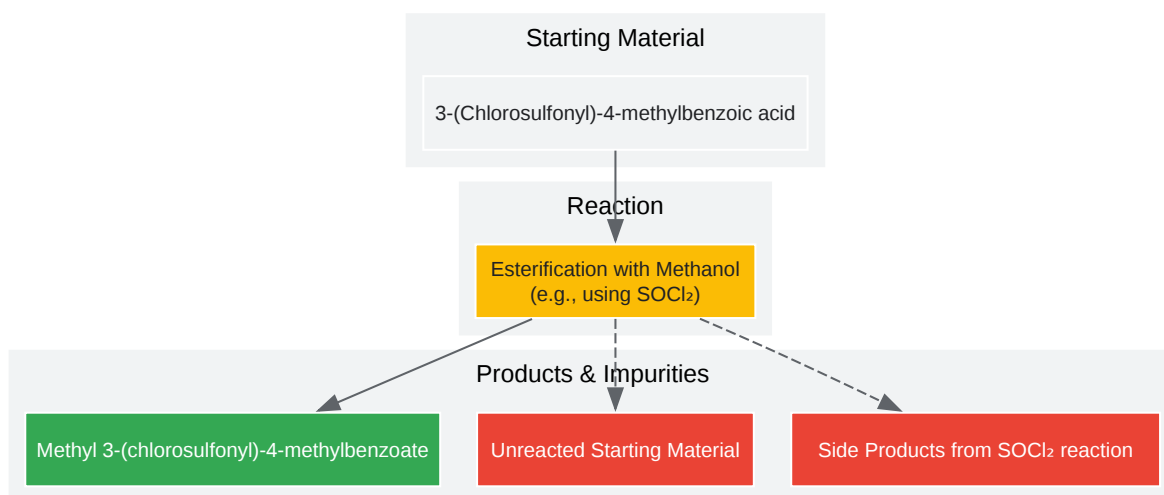 Starting Material
3-(Chlorosulfonyl)-4-methylbenzoic acid
Reaction
Esterification with Methanol
(e.g., using SOCl₂)
Products & Impurities
Methyl 3-(chlorosulfonyl)-4-methylbenzoate
Unreacted Starting Material
Side Products from SOCl₂ reaction